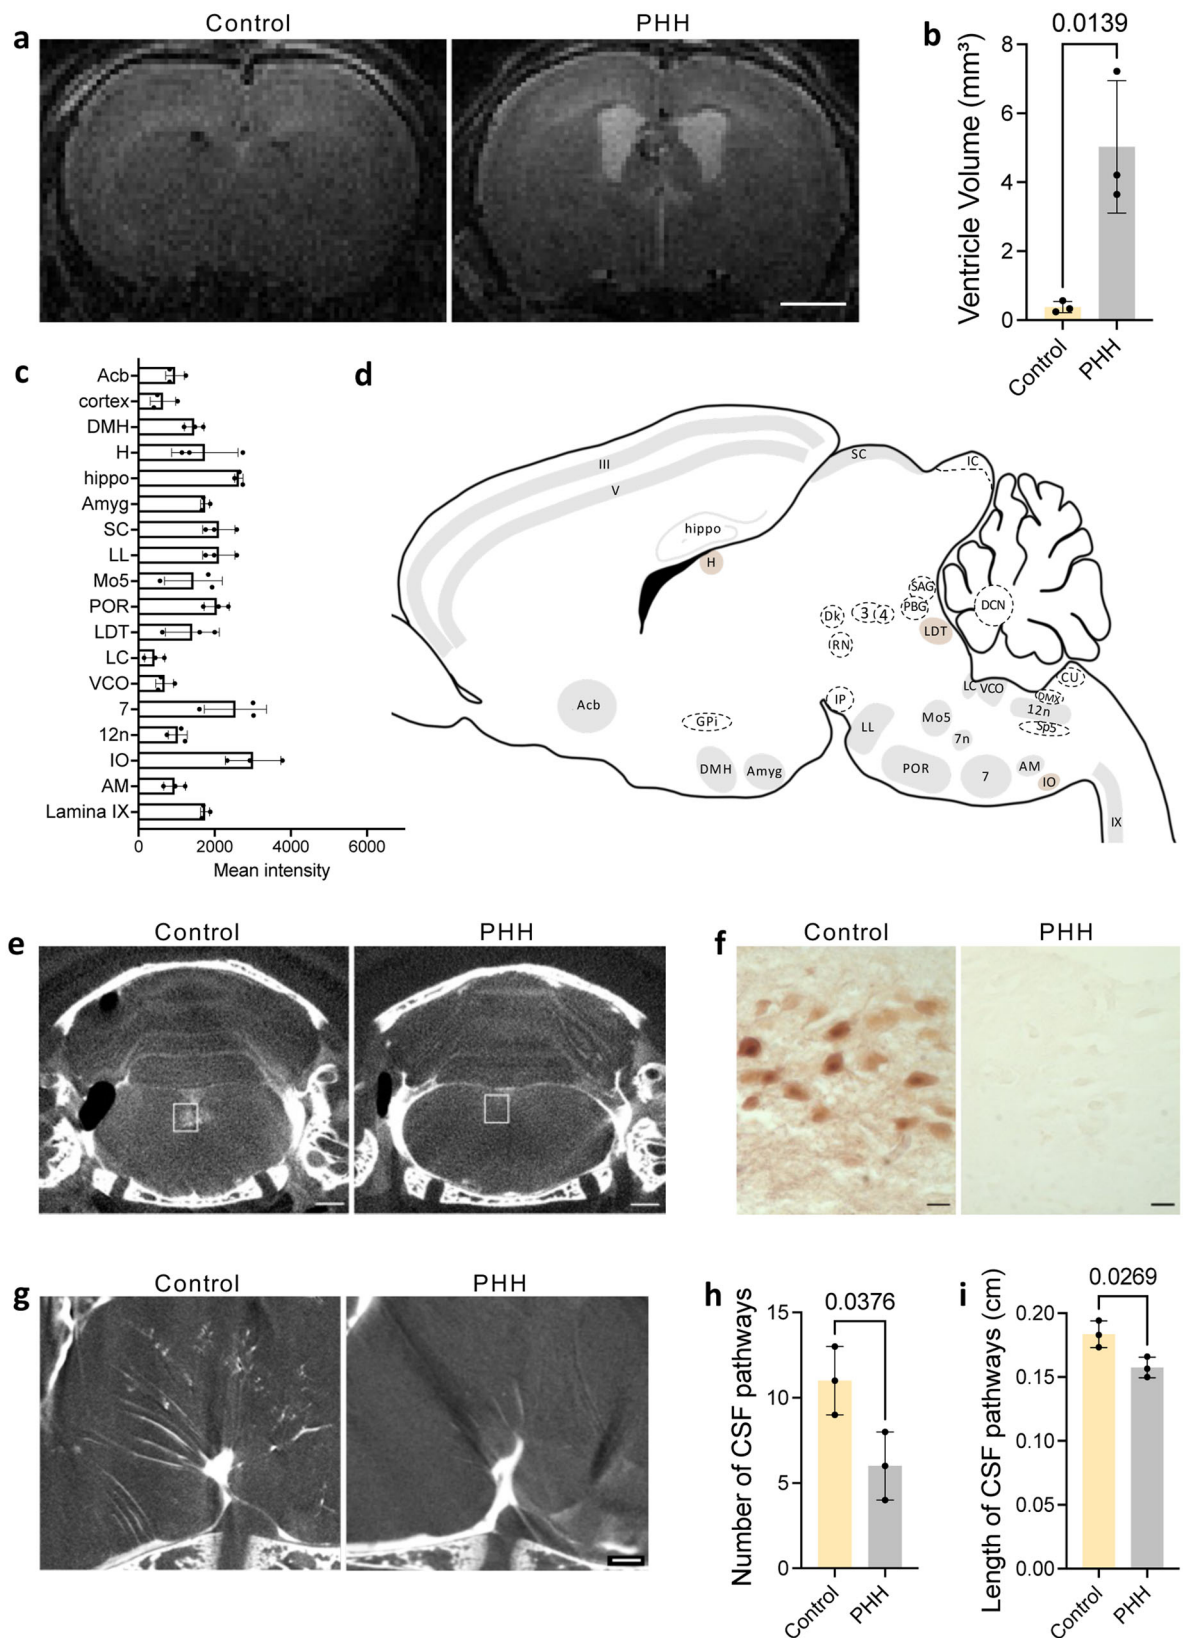 a
Control
PHH
b
0.0139
Ventricle Volume (mm³)
8
6
4
2
0
Control
PHH
c
Acb
cortex
DMH
H
hippo
Amyg
SC
LL
Mo5
POR
LDT
LC
VCO
7
12n
IO
AM
Lamina IX
0 2000 4000 6000
Mean intensity
d
III
V
SC
IC
hippo
H
SAG
PBG
DCN
Dk
3
4
RN
LDT
CU
LC
VCO
DMX
12n
Sp5
IP
Acb
GPi
LL
Mo5
7n
DMH
Amyg
POR
7
AM
IO
IX
e
Control
PHH
f
Control
PHH
g
Control
PHH
h
0.0376
Number of CSF pathways
15
10
5
0
Control
PHH
i
0.0269
Length of CSF pathways (cm)
0.20
0.15
0.10
0.05
0.00
Control
PHH